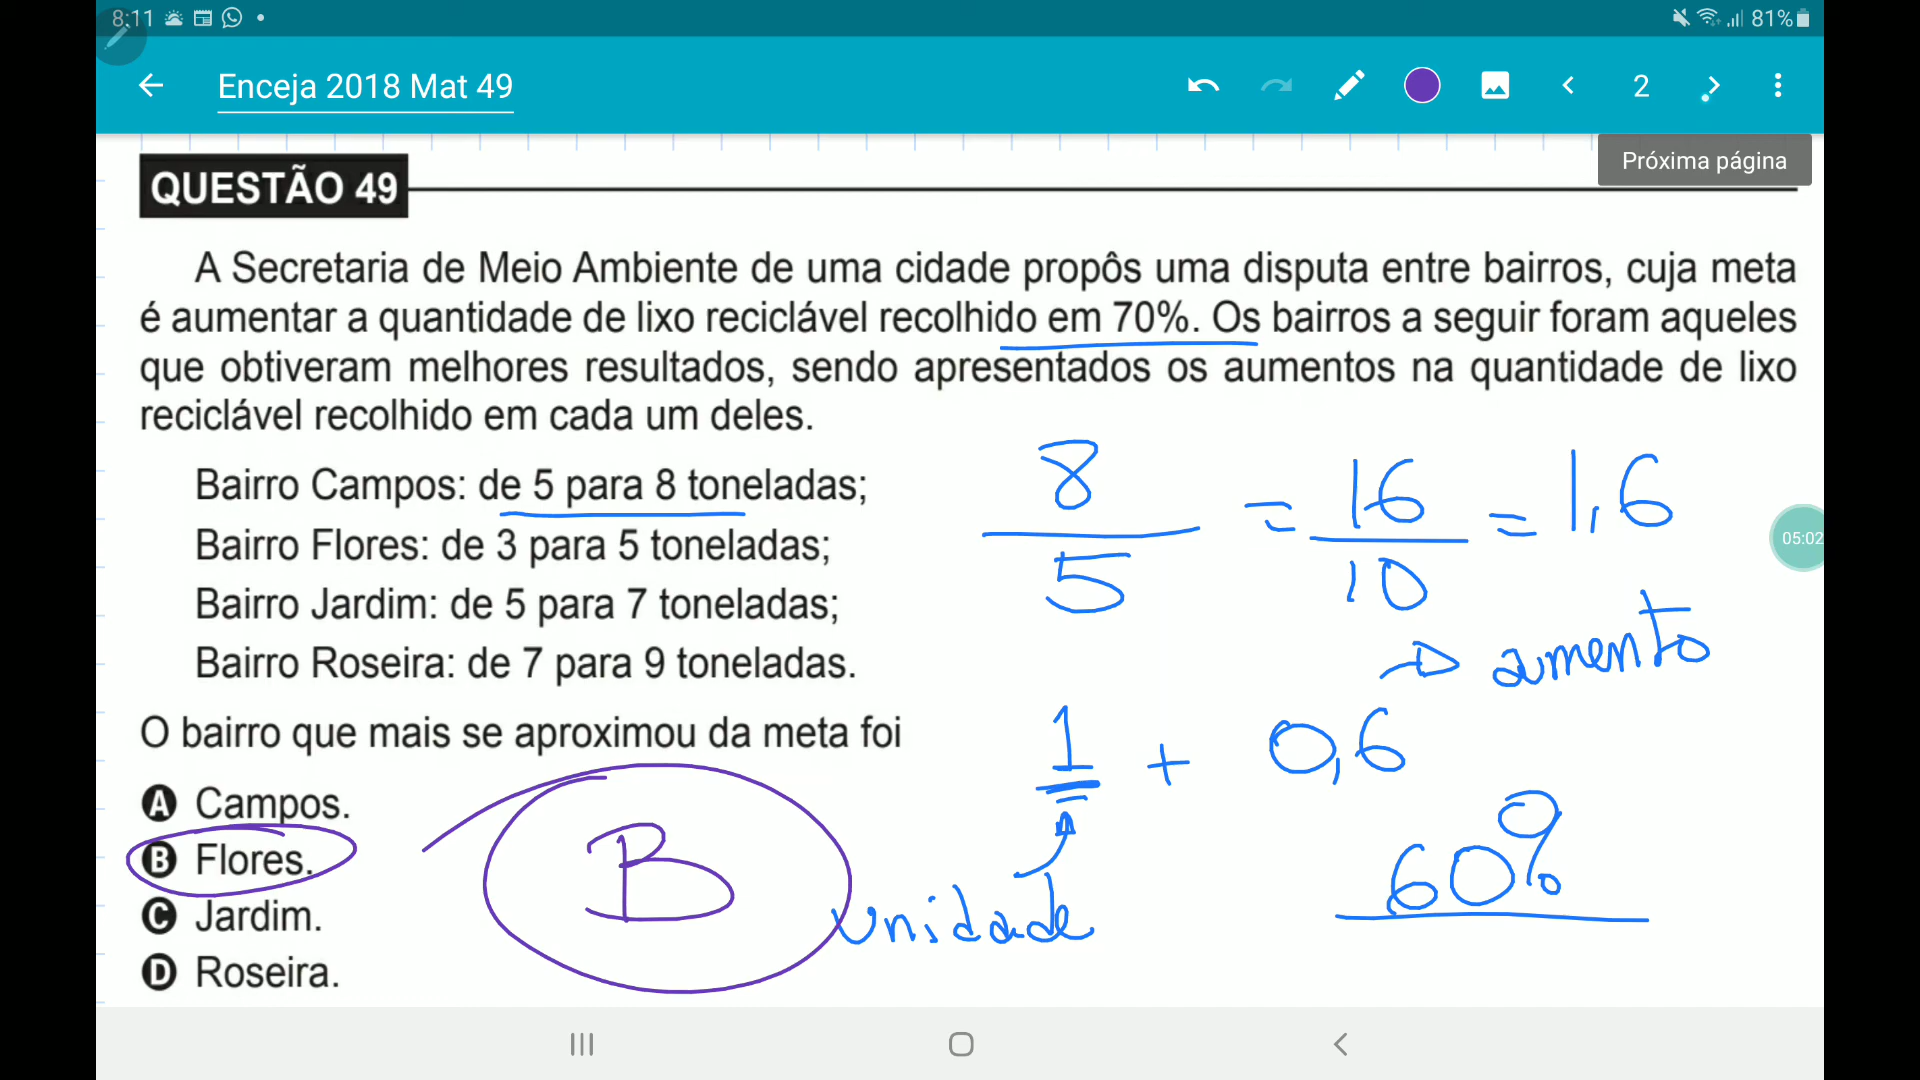 8:11
81%
Enceja 2018 Mat 49
2
Próxima página
QUESTÃO 49
A Secretaria de Meio Ambiente de uma cidade propôs uma disputa entre bairros, cuja meta
é aumentar a quantidade de lixo reciclável recolhido em 70%. Os bairros a seguir foram aqueles
que obtiveram melhores resultados, sendo apresentados os aumentos na quantidade de lixo
reciclável recolhido em cada um deles.
Bairro Campos: de 5 para 8 toneladas;
Bairro Flores: de 3 para 5 toneladas;
Bairro Jardim: de 5 para 7 toneladas;
Bairro Roseira: de 7 para 9 toneladas.
8/5 = 16/10 = 1,6
05:02
aumento
O bairro que mais se aproximou da meta foi
1 + 0,6
A Campos.
B Flores.
C Jardim.
D Roseira.
B
unidade
60%